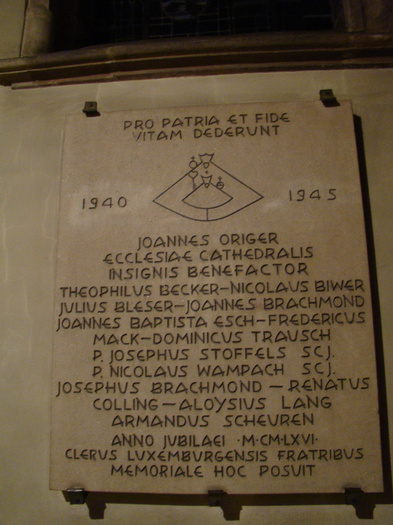 PRO PATRIA ET FIDE
VITAM DEDERUNT
1940 1945
JOANNES ORIGER
ECCLESIAE CATHEDRALIS
INSIGNIS BENEFACTOR
THEOPHILUS BECKER-NICOLAUS BIWER
JULIUS BLESER-JOANNES BRACHMOND
JOANNES BAPTISTA ESCH-FREDERICUS
MACK-DOMINICUS TRAUSCH
P. JOSEPHUS STOFFELS SCJ.
P. NICOLAUS WAMPACH SCJ.
JOSEPHUS BRACHMOND - RENATUS
COLLING-ALOYSIUS LANG
ARMANDUS SCHEUREN
ANNO JUBILAEI ·M·CM·LXVI·
CLERUS LUXEMBURGENSIS FRATRIBUS
MEMORIALE HOC POSUIT